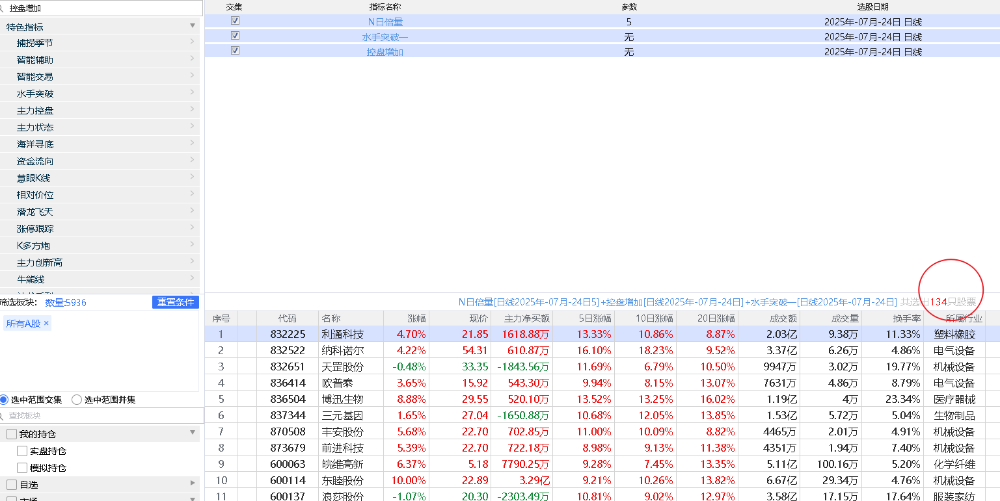 控盘增加
特色指标
捕捞季节
智能辅助
智能交易
水手突破
主力控盘
主力状态
海洋寻底
资金流向
慧眼K线
相对价位
潜龙飞天
涨停跟踪
K多方炮
主力创新高
牛熊线
筛选板块: 数量:5936 重置条件
所有A股 ×
选中范围交集 选中范围并集
查找板块
我的持仓
实盘持仓
模拟持仓
自选
交集 指标名称 参数 选股日期
N日倍量 5 2025年-07月-24日 日线
水手突破一 无 2025年-07月-24日 日线
控盘增加 无 2025年-07月-24日 日线
N日倍量[日线2025年-07月-24日5]+控盘增加[日线2025年-07月-24日]+水手突破一[日线2025年-07月-24日] 共选出134只股票
序号 代码 名称 涨幅 现价 主力净买额 5日涨幅 10日涨幅 20日涨幅 成交额 成交量 换手率 所属行业
1 832225 利通科技 4.70% 21.85 1618.88万 13.33% 10.86% 8.87% 2.03亿 9.38万 11.33% 塑料橡胶
2 832522 纳科诺尔 4.22% 54.31 610.87万 16.10% 18.23% 9.52% 3.37亿 6.26万 4.86% 电气设备
3 832651 天罡股份 -0.48% 33.35 -1843.56万 11.69% 6.79% 10.50% 9947万 3.02万 19.77% 机械设备
4 836414 欧普泰 3.65% 15.92 543.30万 9.94% 8.15% 13.07% 7631万 4.86万 8.79% 电气设备
5 836504 博迅生物 8.88% 29.55 520.10万 13.52% 13.25% 16.02% 1.19亿 4万 23.34% 医疗器械
6 837344 三元基因 1.65% 27.04 -1650.88万 10.68% 12.05% 13.85% 1.53亿 5.72万 5.04% 生物制品
7 870508 丰安股份 5.68% 22.70 702.85万 11.00% 10.09% 8.82% 4465万 2.01万 4.91% 机械设备
8 873679 前进科技 5.39% 22.70 722.18万 8.98% 9.13% 11.38% 4351万 1.94万 7.40% 机械设备
9 600063 皖维高新 6.37% 5.18 7790.25万 9.28% 7.45% 13.35% 5.11亿 100.16万 5.20% 化学纤维
10 600114 东睦股份 10.00% 22.89 3.29亿 9.21% 10.26% 13.82% 6.67亿 29.34万 4.76% 机械设备
11 600137 浪莎股份 -1.07% 20.30 -2303.49万 10.81% 9.02% 12.97% 3.58亿 17.15万 17.64% 服装家纺